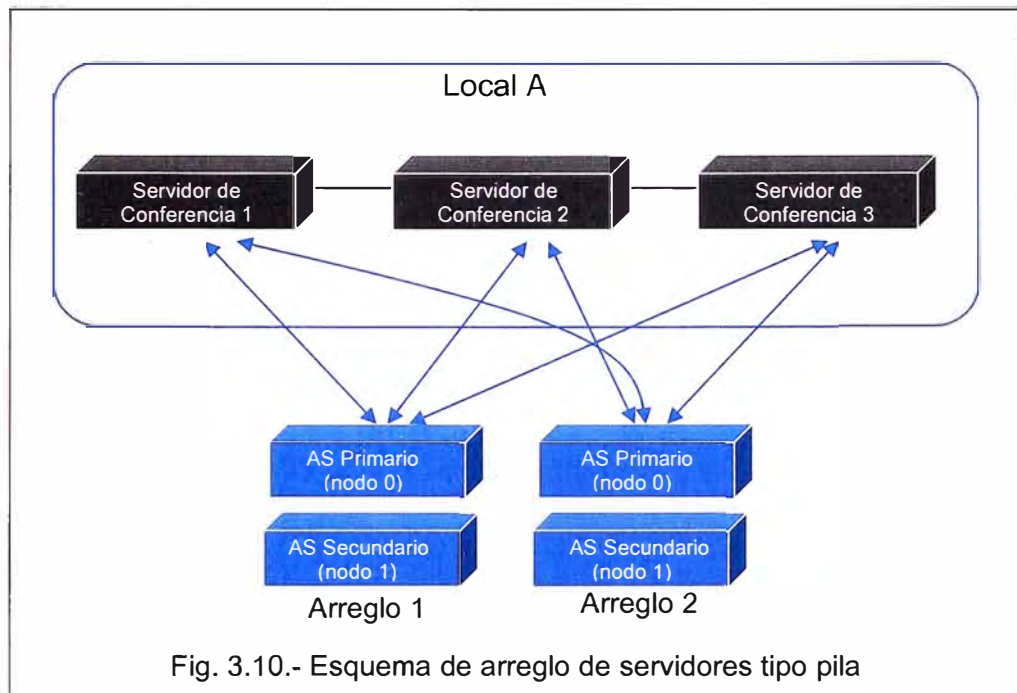 Local A
Servidor de
Conferencia 1
Servidor de
Conferencia 2
Servidor de
Conferencia 3
AS Primario
(nodo 0)
AS Primario
(nodo 0)
AS Secundario
(nodo 1)
AS Secundario
(nodo 1)
Arreglo 1
Arreglo 2
Fig. 3.10.- Esquema de arreglo de servidores tipo pila